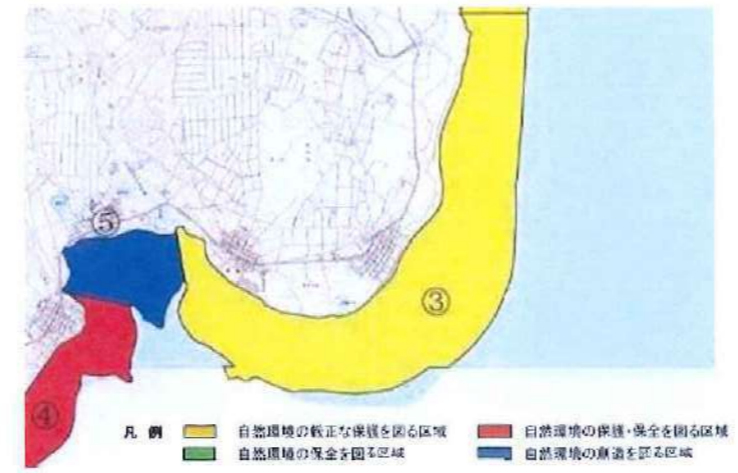 ⑤
③
④
凡 例
自然環境の厳正な保護を図る区域
自然環境の保護・保全を図る区域
自然環境の保全を図る区域
自然環境の創造を図る区域